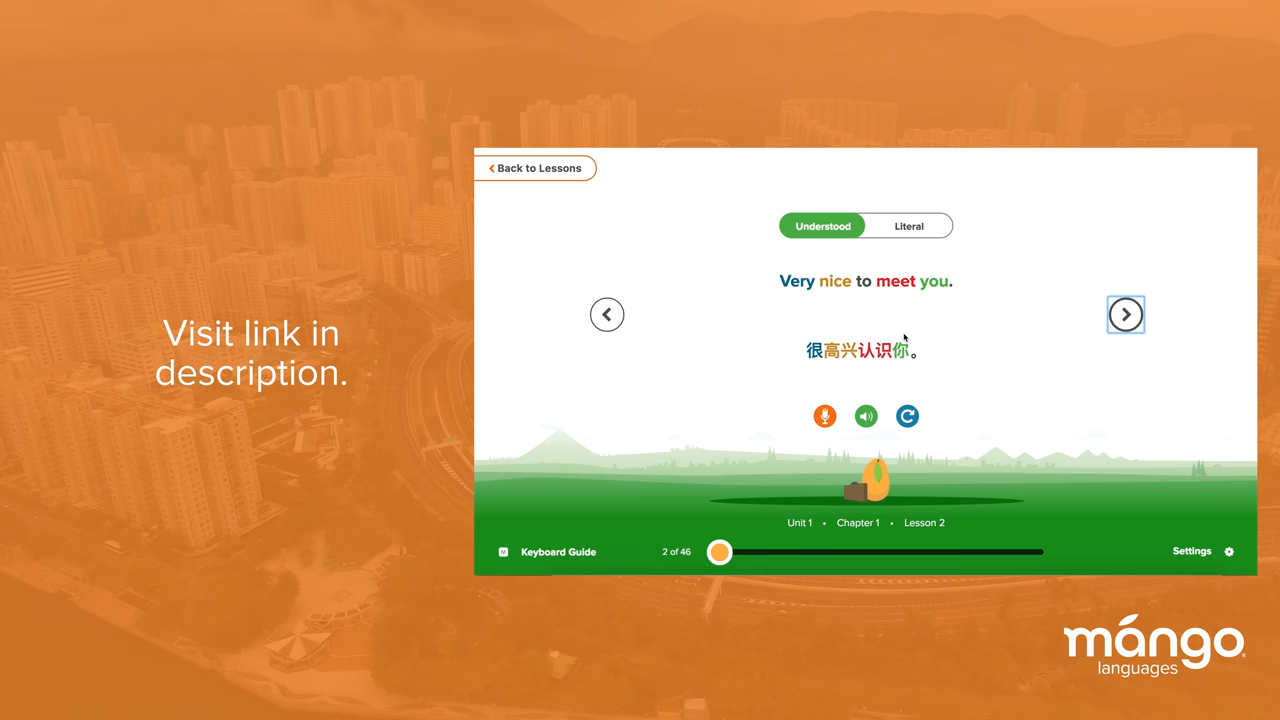 Visit link in
description.
Back to Lessons
Understood
Literal
Very nice to meet you.
很高兴认识你。
Unit 1 • Chapter 1 • Lesson 2
Keyboard Guide
2 of 46
Settings
mango
languages